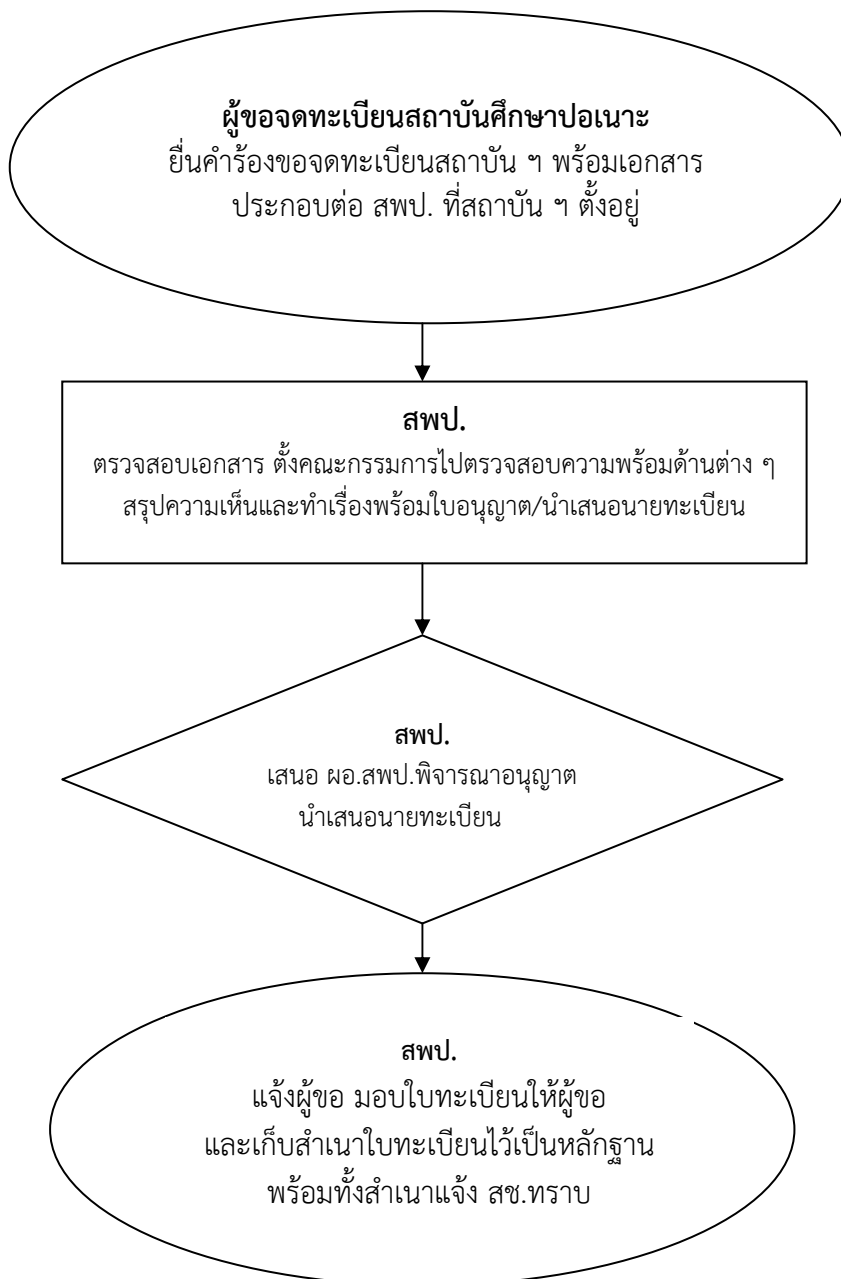 ผู้ขอจดทะเบียนสถาบันศึกษาปอเนาะ
ยื่นคำร้องขอจดทะเบียนสถาบัน ฯ พร้อมเอกสาร
ประกอบต่อ สพป. ที่สถาบัน ฯ ตั้งอยู่
สพป.
ตรวจสอบเอกสาร ตั้งคณะกรรมการไปตรวจสอบความพร้อมด้านต่าง ๆ
สรุปความเห็นและทำเรื่องพร้อมใบอนุญาต/นำเสนอนายทะเบียน
สพป.
เสนอ ผอ.สพป.พิจารณาอนุญาต
นำเสนอนายทะเบียน
สพป.
แจ้งผู้ขอ มอบใบทะเบียนให้ผู้ขอ
และเก็บสำเนาใบทะเบียนไว้เป็นหลักฐาน
พร้อมทั้งสำเนาแจ้ง สช.ทราบ